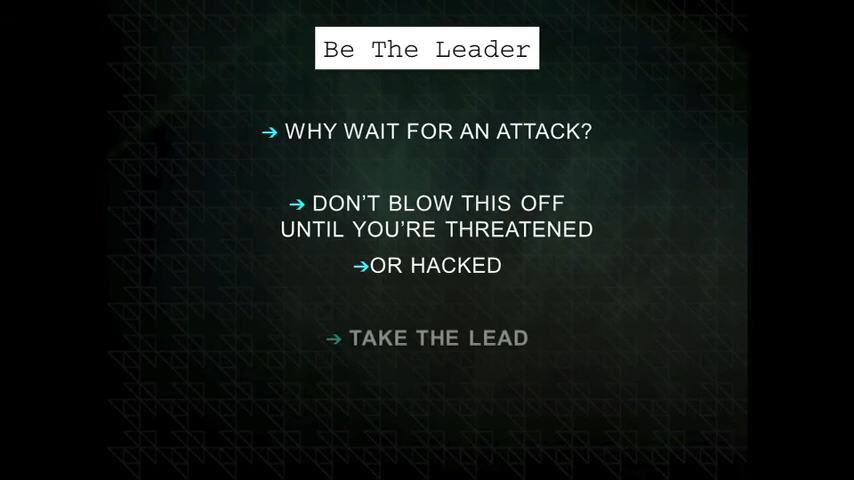 Be The Leader
➔ WHY WAIT FOR AN ATTACK?
➔ DON’T BLOW THIS OFF
UNTIL YOU’RE THREATENED
➔OR HACKED
➔ TAKE THE LEAD